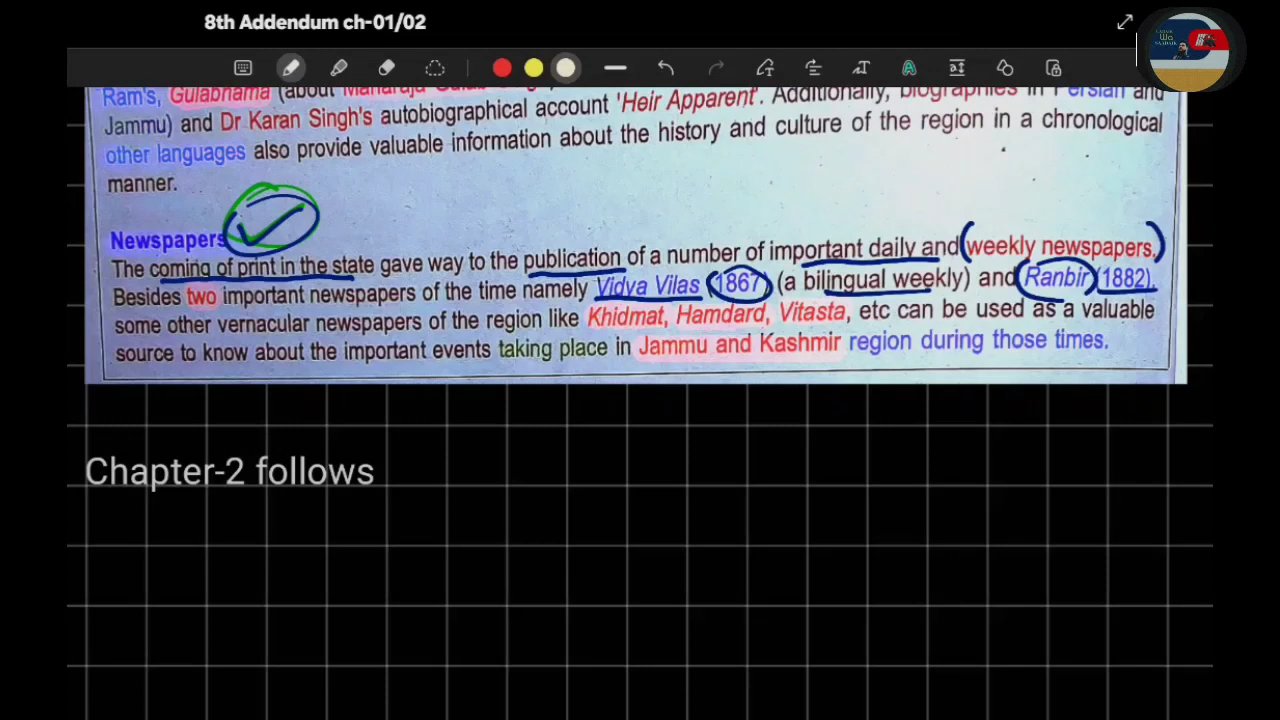 8th Addendum ch-01/02
Ram's, Gulabnama (about Maharaja Gulab
Additionally, biographies in Persian and
Jammu) and Dr Karan Singh's autobiographical account 'Heir Apparent'.
other languages also provide valuable information about the history and culture of the region in a chronological
manner.
Newspapers
The coming of print in the state gave way to the publication of a number of important daily and (weekly newspapers.)
Besides two important newspapers of the time namely Vidya Vilas (1867) (a bilingual weekly) and Ranbir (1882),
some other vernacular newspapers of the region like Khidmat, Hamdard, Vitasta, etc can be used as a valuable
source to know about the important events taking place in Jammu and Kashmir region during those times.
Chapter-2 follows